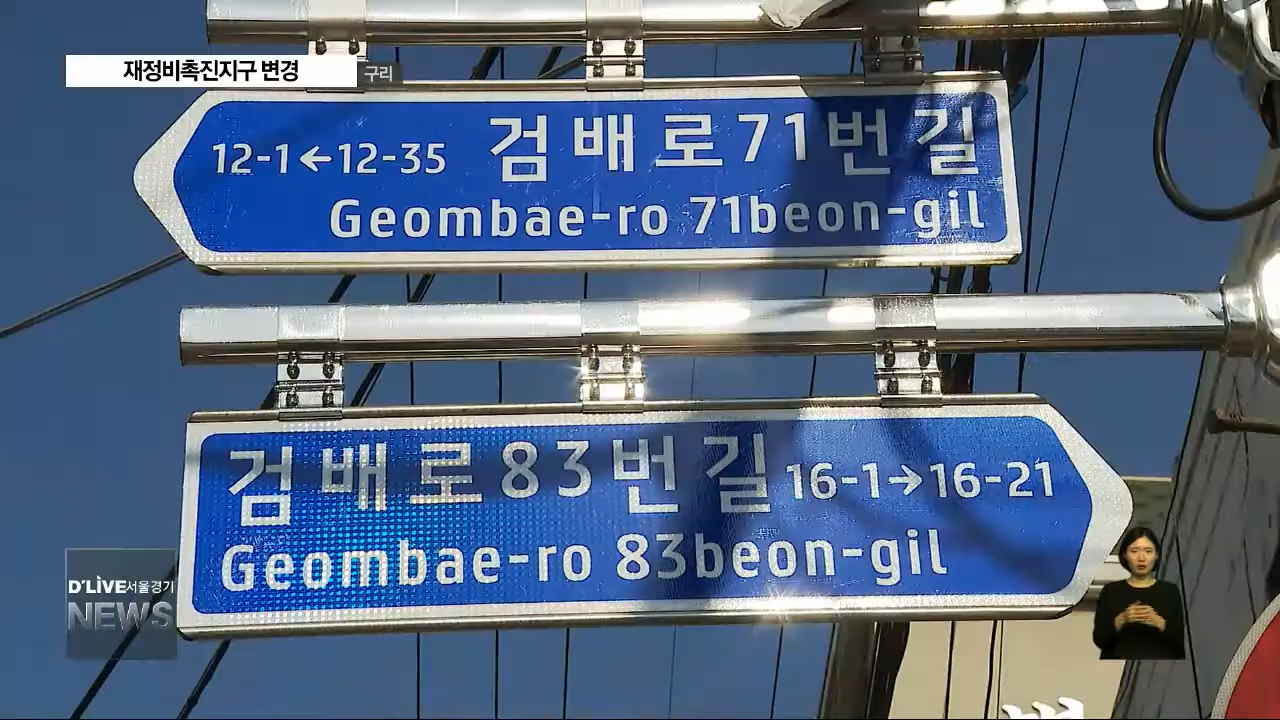 재정비촉진지구 변경
구리
12-1←12-35 검배로71번길
Geombae-ro 71beon-gil
검배로83번길 16-1→16-21
Geombae-ro 83beon-gil
D'LIVE서울경기
NEWS